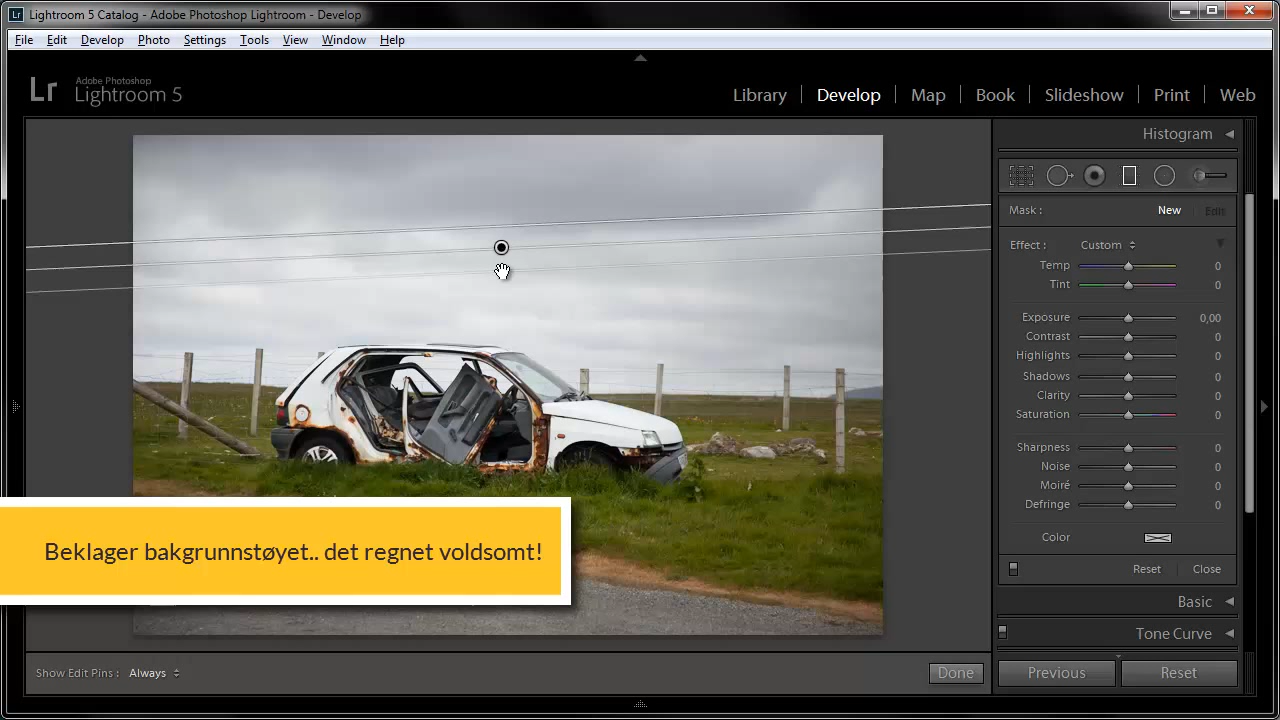 Lr Lightroom 5 Catalog - Adobe Photoshop Lightroom - Develop
File Edit Develop Photo Settings Tools View Window Help
Lr Adobe Photoshop
Lightroom 5
Library Develop Map Book Slideshow Print Web
Histogram
Mask : New Edit
Effect : Custom
Temp 0
Tint 0
Exposure 0,00
Contrast 0
Highlights 0
Shadows 0
Clarity 0
Saturation 0
Sharpness 0
Noise 0
Moiré 0
Defringe 0
Color
Reset Close
Basic
Tone Curve
Previous Reset
Beklager bakgrunnstøyet.. det regnet voldsomt!
Show Edit Pins : Always Done